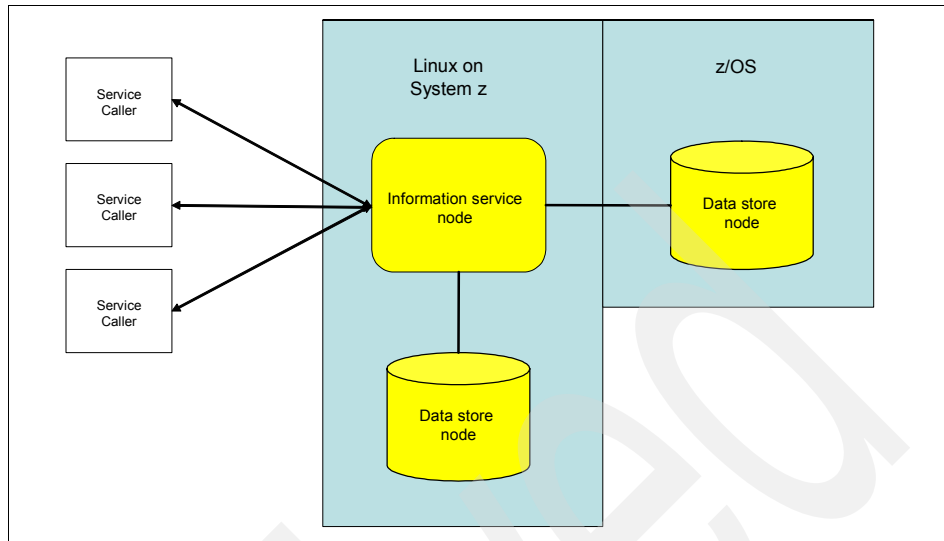 Linux on
System z
z/OS
Service
Caller
Service
Caller
Service
Caller
Information service
node
Data store
node
Data store
node